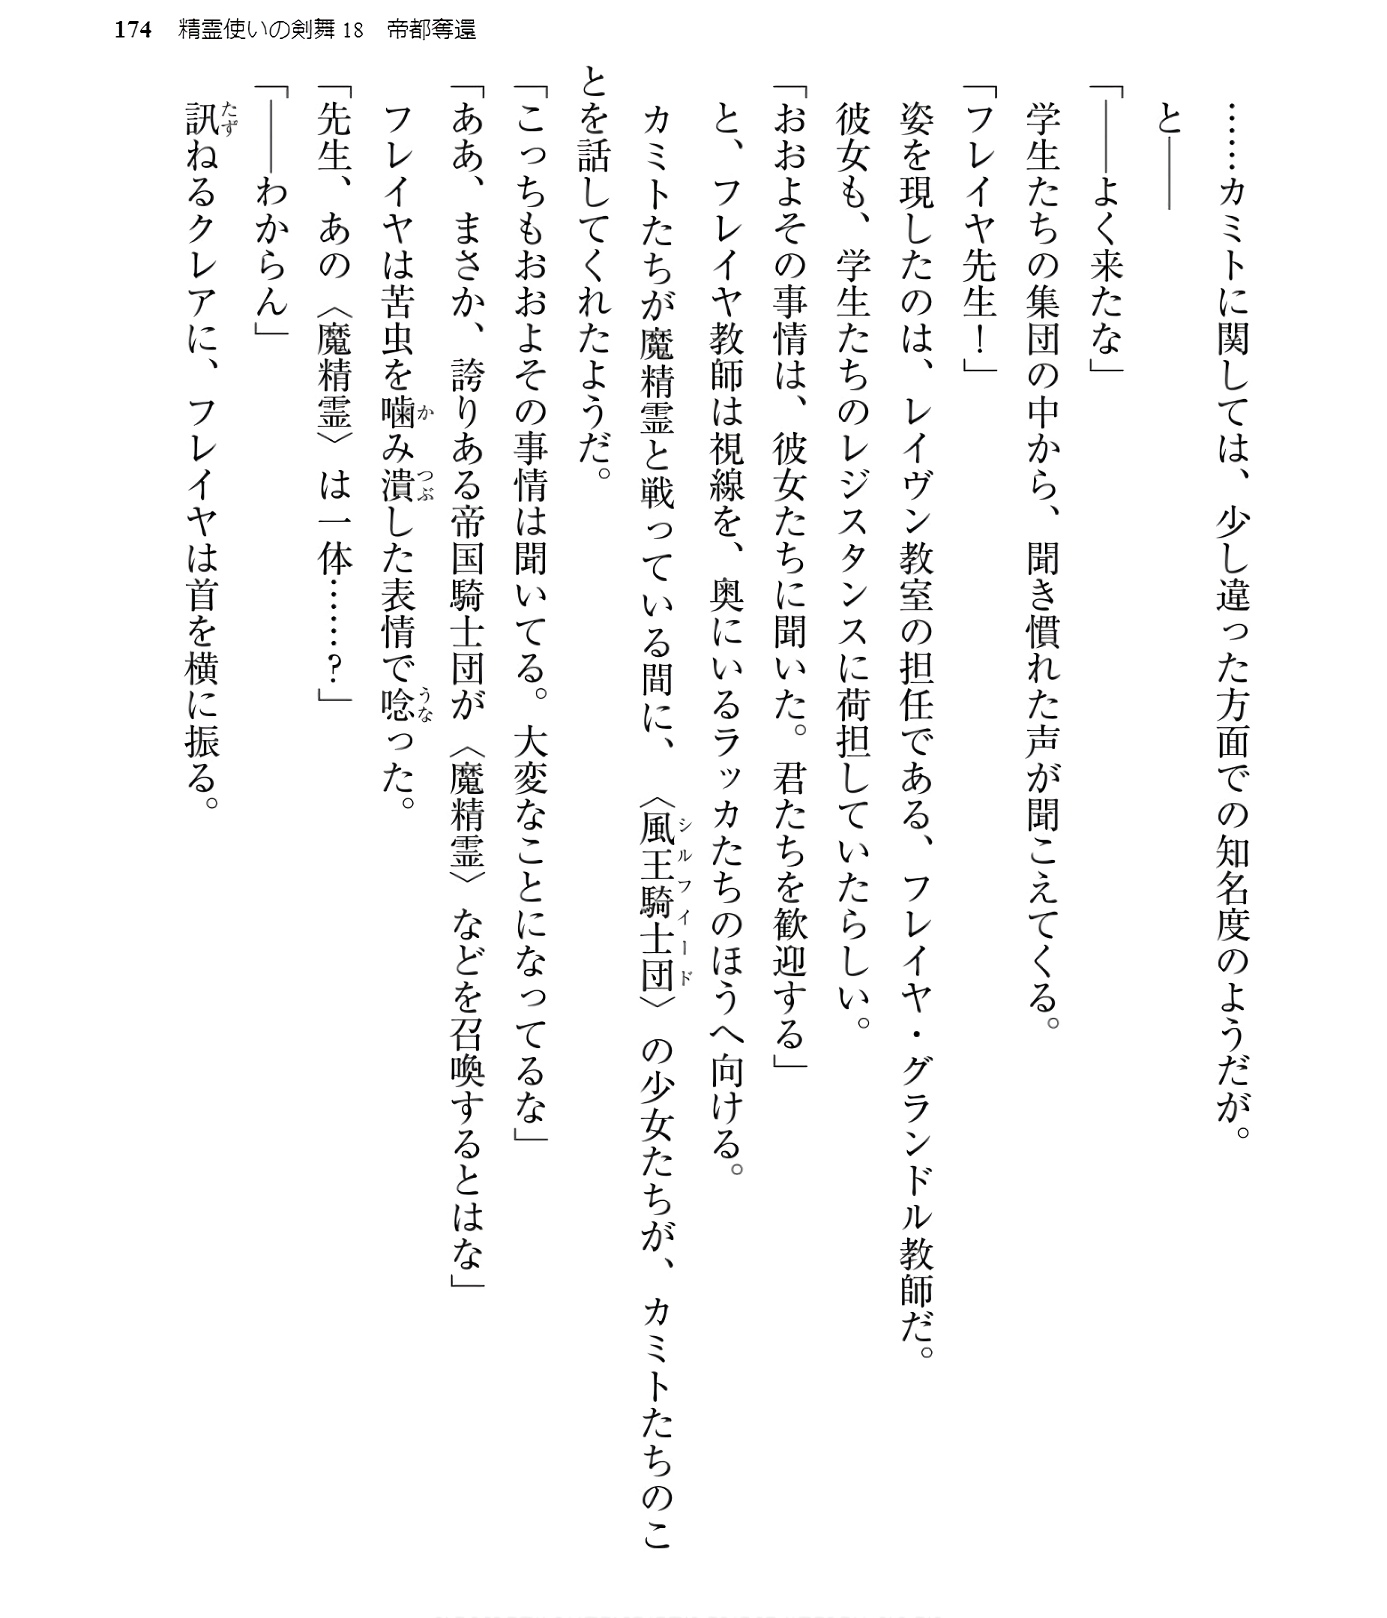 174 精霊使いの剣舞18 帝都奪還
……カミトに関しては、少し違った方面での知名度のようだが。
と――
「――よく来たな」
学生たちの集団の中から、聞き慣れた声が聞こえてくる。
「フレイヤ先生！」
姿を現したのは、レイヴン教室の担任である、フレイヤ・グランドル教師だ。
彼女も、学生たちのレジスタンスに荷担していたらしい。
「おおよその事情は、彼女たちに聞いた。君たちを歓迎する」
と、フレイヤ教師は視線を、奥にいるラッカたちのほうへ向ける。
カミトたちが魔精霊と戦っている間に、〈風王騎士団シルフィード〉の少女たちが、カミトたちのこ
とを話してくれたようだ。
「こっちもおおよその事情は聞いてる。大変なことになってるな」
「ああ、まさか、誇りある帝国騎士団が〈魔精霊〉などを召喚するとはな」
フレイヤは苦虫を噛かみ潰つぶした表情で唸うなった。
「先生、あの〈魔精霊〉は一体……？」
「――わからん」
訊たずねるクレアに、フレイヤは首を横に振る。